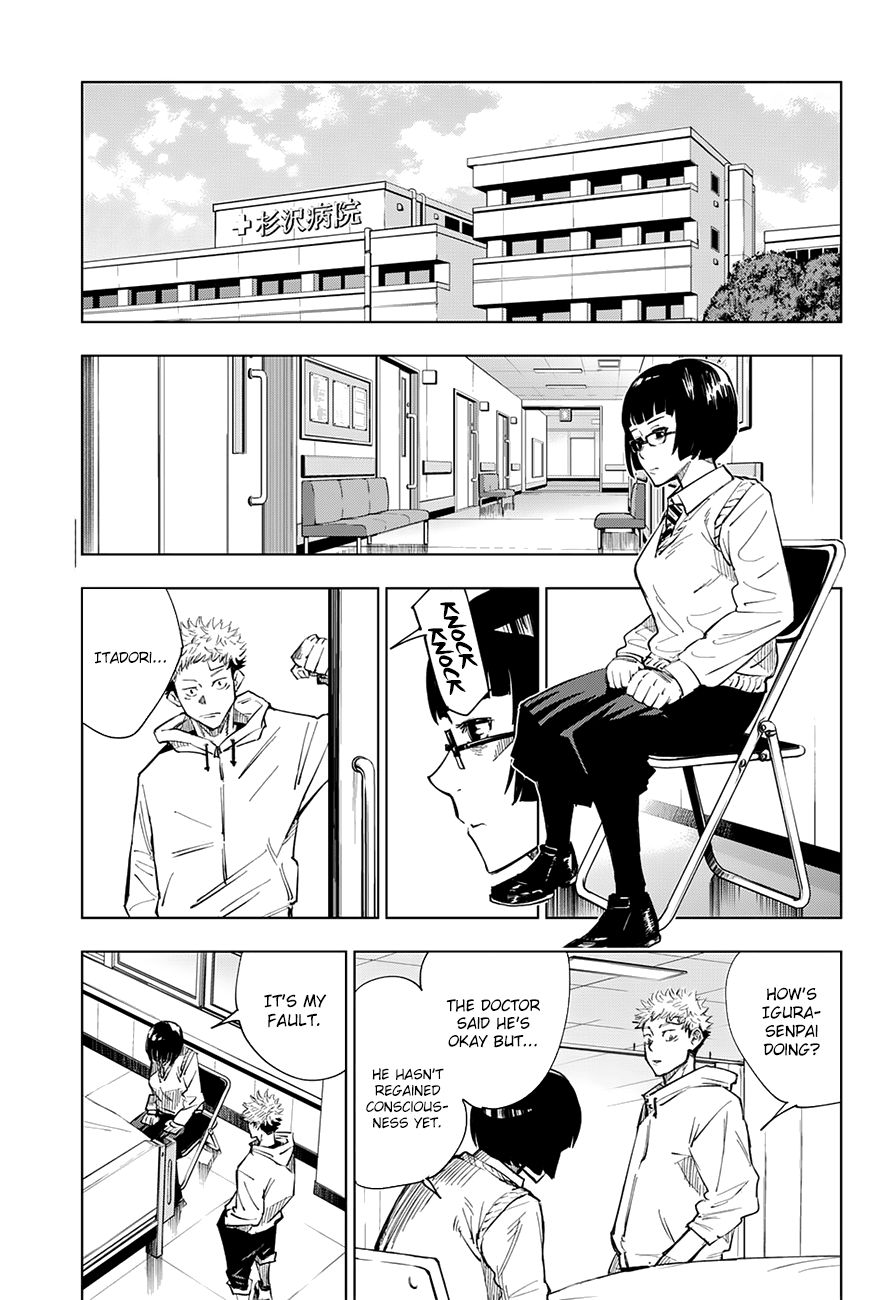 +杉沢病院
KNOCK
KNOCK
ITADORI...
HOW'S
IGURA-
SENPAI
DOING?
THE DOCTOR
SAID HE'S
OKAY BUT...
HE HASN'T
REGAINED
CONSCIOUS-
NESS YET.
IT'S MY
FAULT.